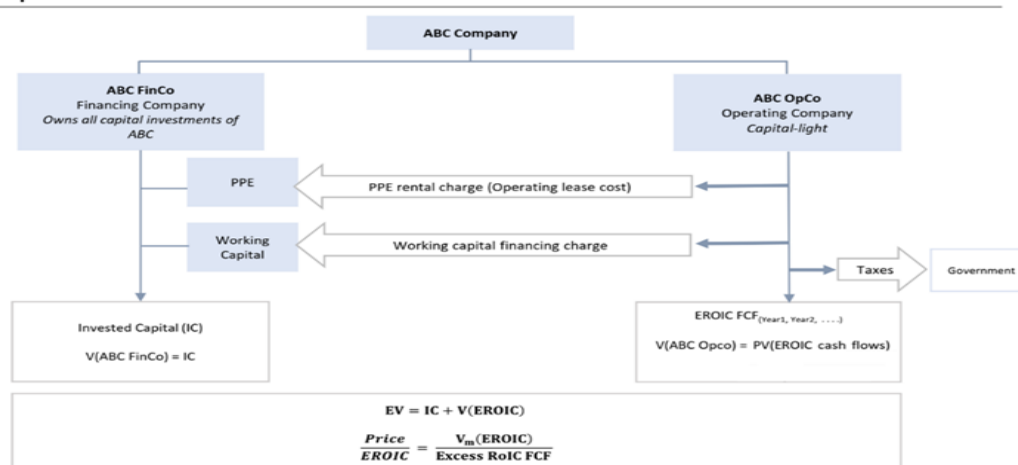 ABC Company
ABC FinCo
Financing Company
Owns all capital investments of
ABC
ABC OpCo
Operating Company
Capital-light
PPE
PPE rental charge (Operating lease cost)
Working
Capital
Working capital financing charge
Taxes
Government
Invested Capital (IC)
V(ABC FinCo) = IC
EROIC FCF(Year1, Year2, . . . .)
V(ABC Opco) = PV(EROIC cash flows)
EV = IC + V(EROIC)
Price/EROIC = Vm(EROIC)/Excess RoIC FCF